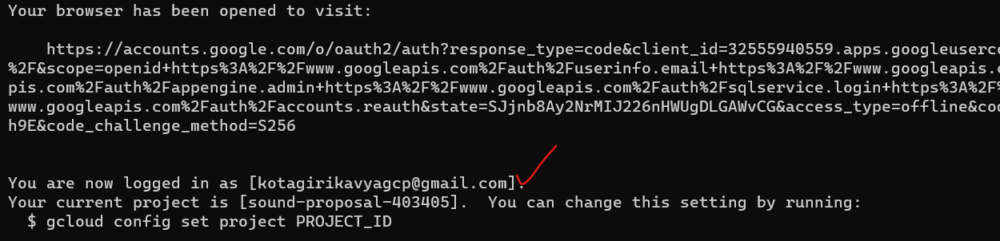 Your browser has been opened to visit:
https://accounts.google.com/o/oauth2/auth?response_type=code&client_id=32555940559.apps.googleuserco
%2F&scope=openid+https%3A%2F%2Fwww.googleapis.com%2Fauth%2Fuserinfo.email+https%3A%2F%2Fwww.googleapis.c
pis.com%2Fauth%2Fappengine.admin+https%3A%2F%2Fwww.googleapis.com%2Fauth%2Fsqlservice.login+https%3A%2F%
www.googleapis.com%2Fauth%2Faccounts.reauth&state=SJjnb8Ay2NrMIJ226nHWUgDLGAWvCG&access_type=offline&cod
h9E&code_challenge_method=S256
You are now logged in as [kotagirikavyagcp@gmail.com].
Your current project is [sound-proposal-403405].  You can change this setting by running:
$ gcloud config set project PROJECT_ID